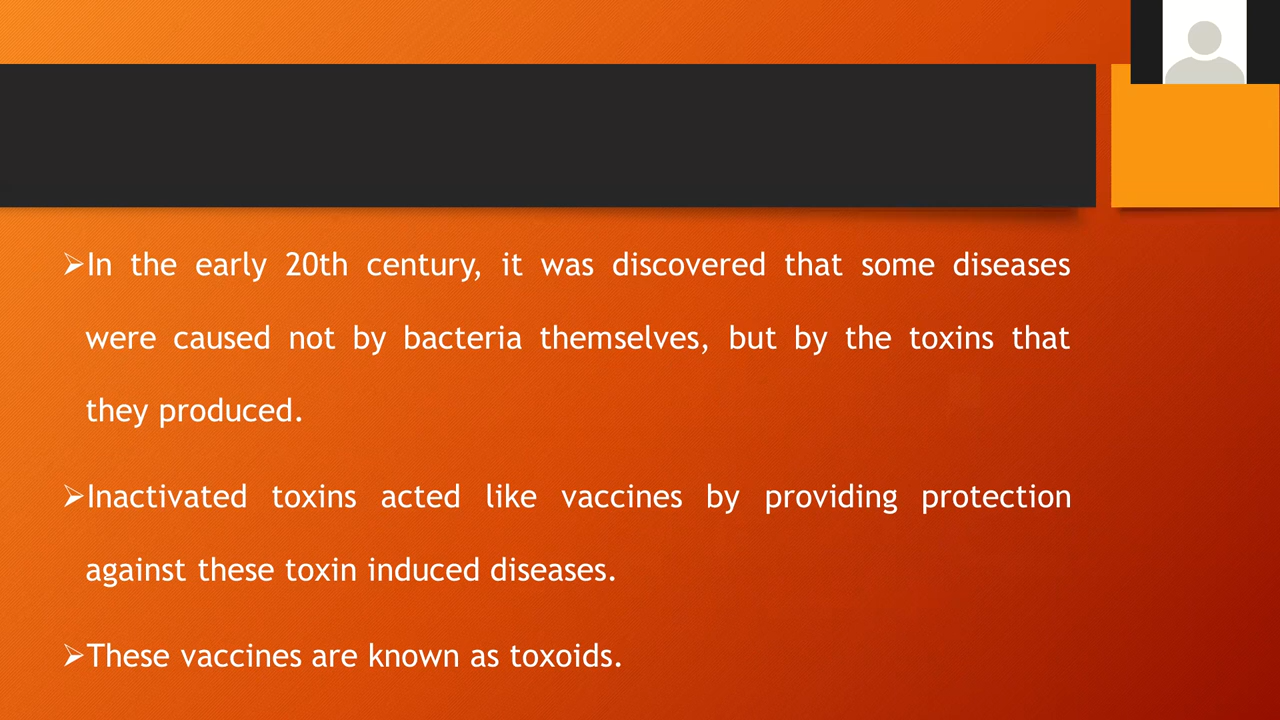 ➢In the early 20th century, it was discovered that some diseases
were caused not by bacteria themselves, but by the toxins that
they produced.
➢Inactivated toxins acted like vaccines by providing protection
against these toxin induced diseases.
➢These vaccines are known as toxoids.